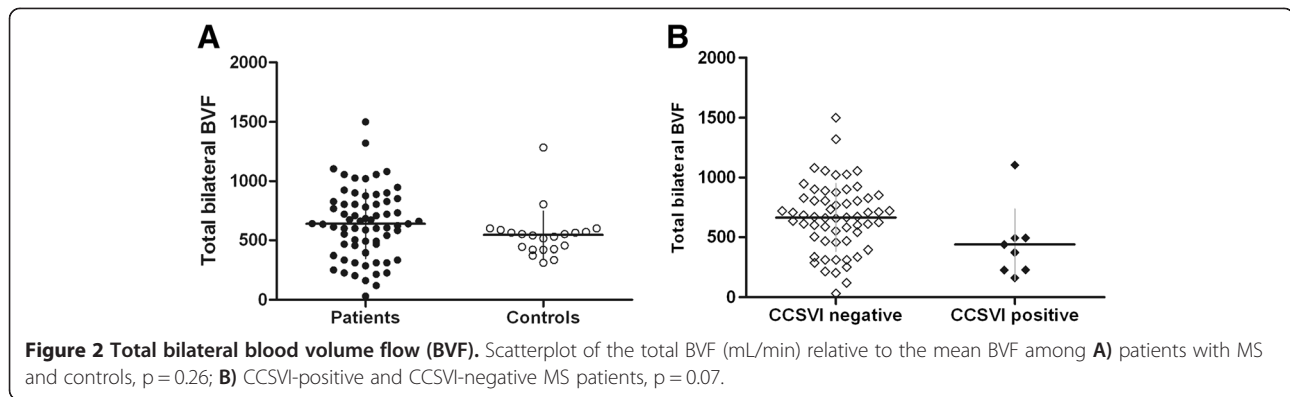 A
Total bilateral BVF
2000
1500
1000
500
0
Patients
Controls
B
Total bilateral BVF
2000
1500
1000
500
0
CCSVI negative
CCSVI positive
Figure 2 Total bilateral blood volume flow (BVF). Scatterplot of the total BVF (mL/min) relative to the mean BVF among A) patients with MS
and controls, p = 0.26; B) CCSVI-positive and CCSVI-negative MS patients, p = 0.07.